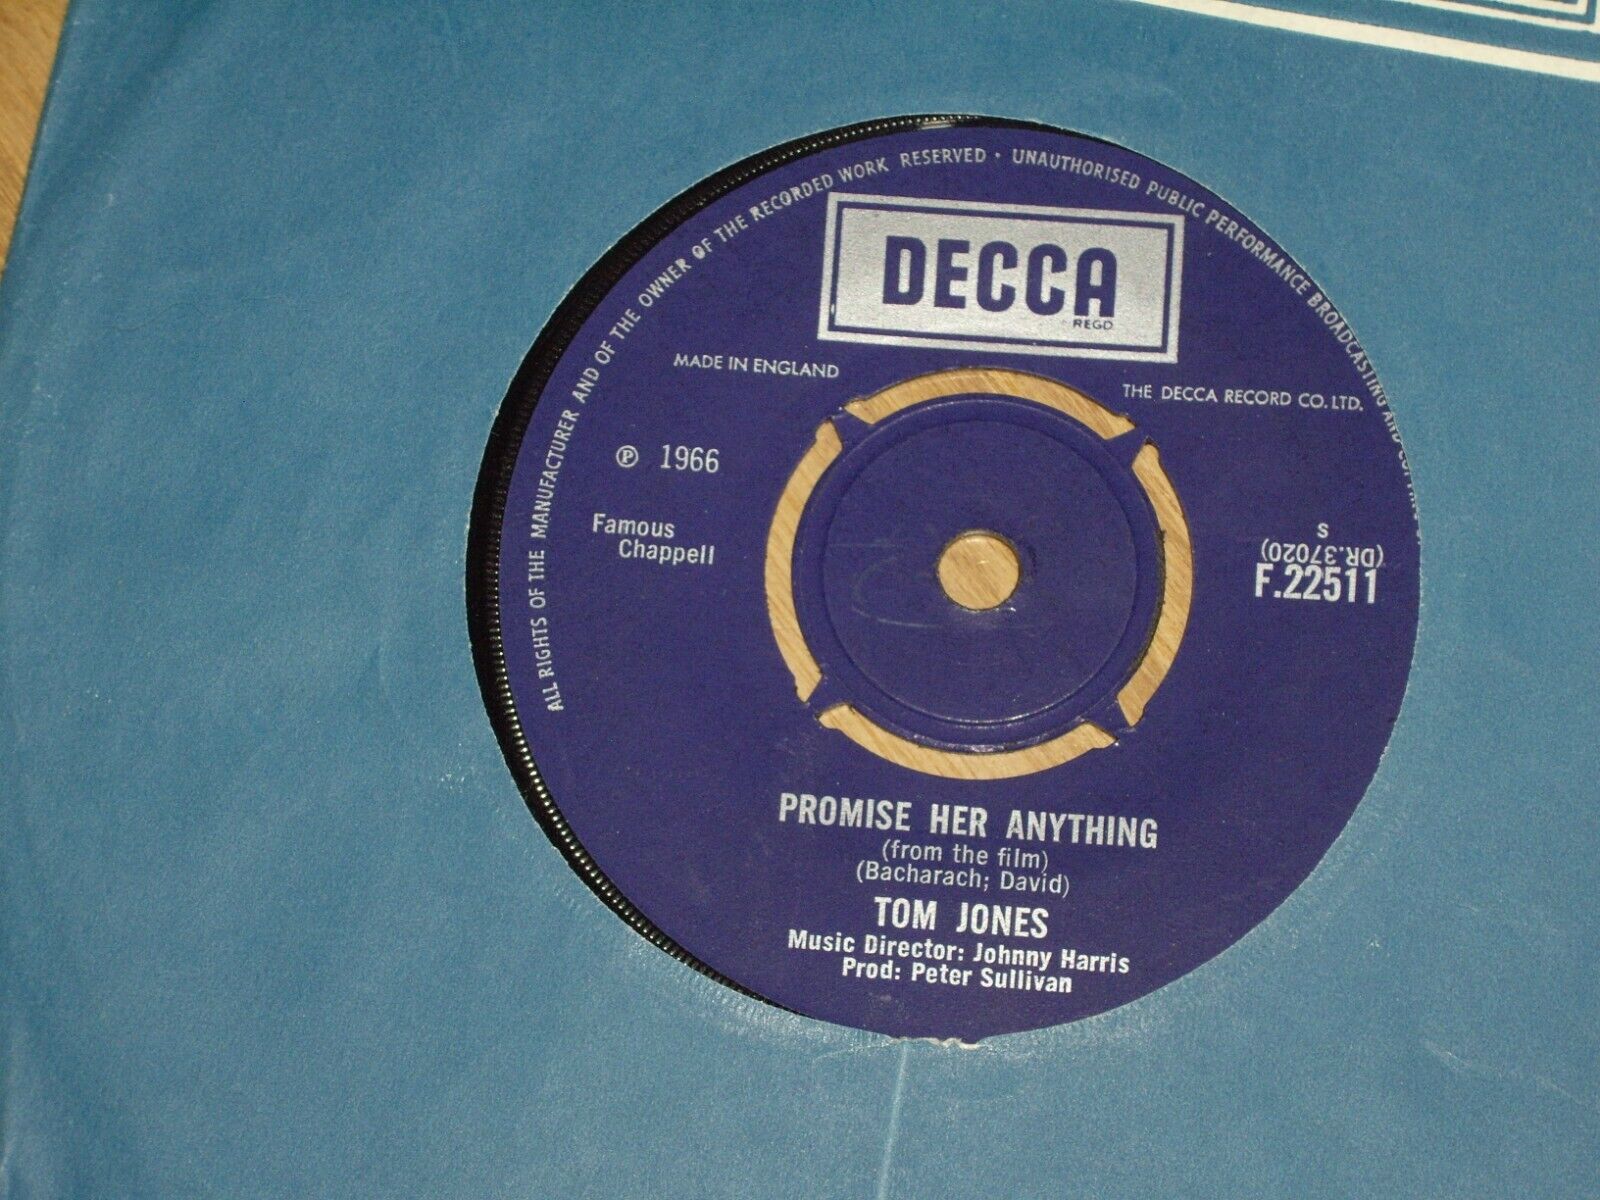 ALL RIGHTS OF THE MANUFACTURER AND OF THE OWNER OF THE RECORDED WORK RESERVED · UNAUTHORISED PUBLIC PERFORMANCE BROADCASTING AND
DECCA
REGD
MADE IN ENGLAND
THE DECCA RECORD CO. LTD.
℗ 1966
Famous
Chappell
S
(DR.37020)
F.22511
PROMISE HER ANYTHING
(from the film)
(Bacharach; David)
TOM JONES
Music Director: Johnny Harris
Prod: Peter Sullivan